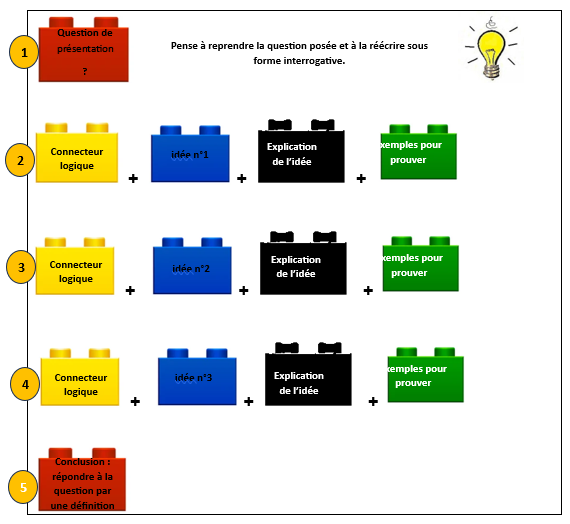 1
Question de
présentation
?
Pense à reprendre la question posée et à la réécrire sous
forme interrogative.
2
Connecteur
logique
+
idée n°1
+
Explication
de l'idée
+
xemples pour
prouver
3
Connecteur
logique
+
idée n°2
+
Explication
de l'idée
+
xemples pour
prouver
4
Connecteur
logique
+
idée n°3
+
Explication
de l'idée
+
xemples pour
prouver
5
Conclusion :
répondre à la
question par
une définition